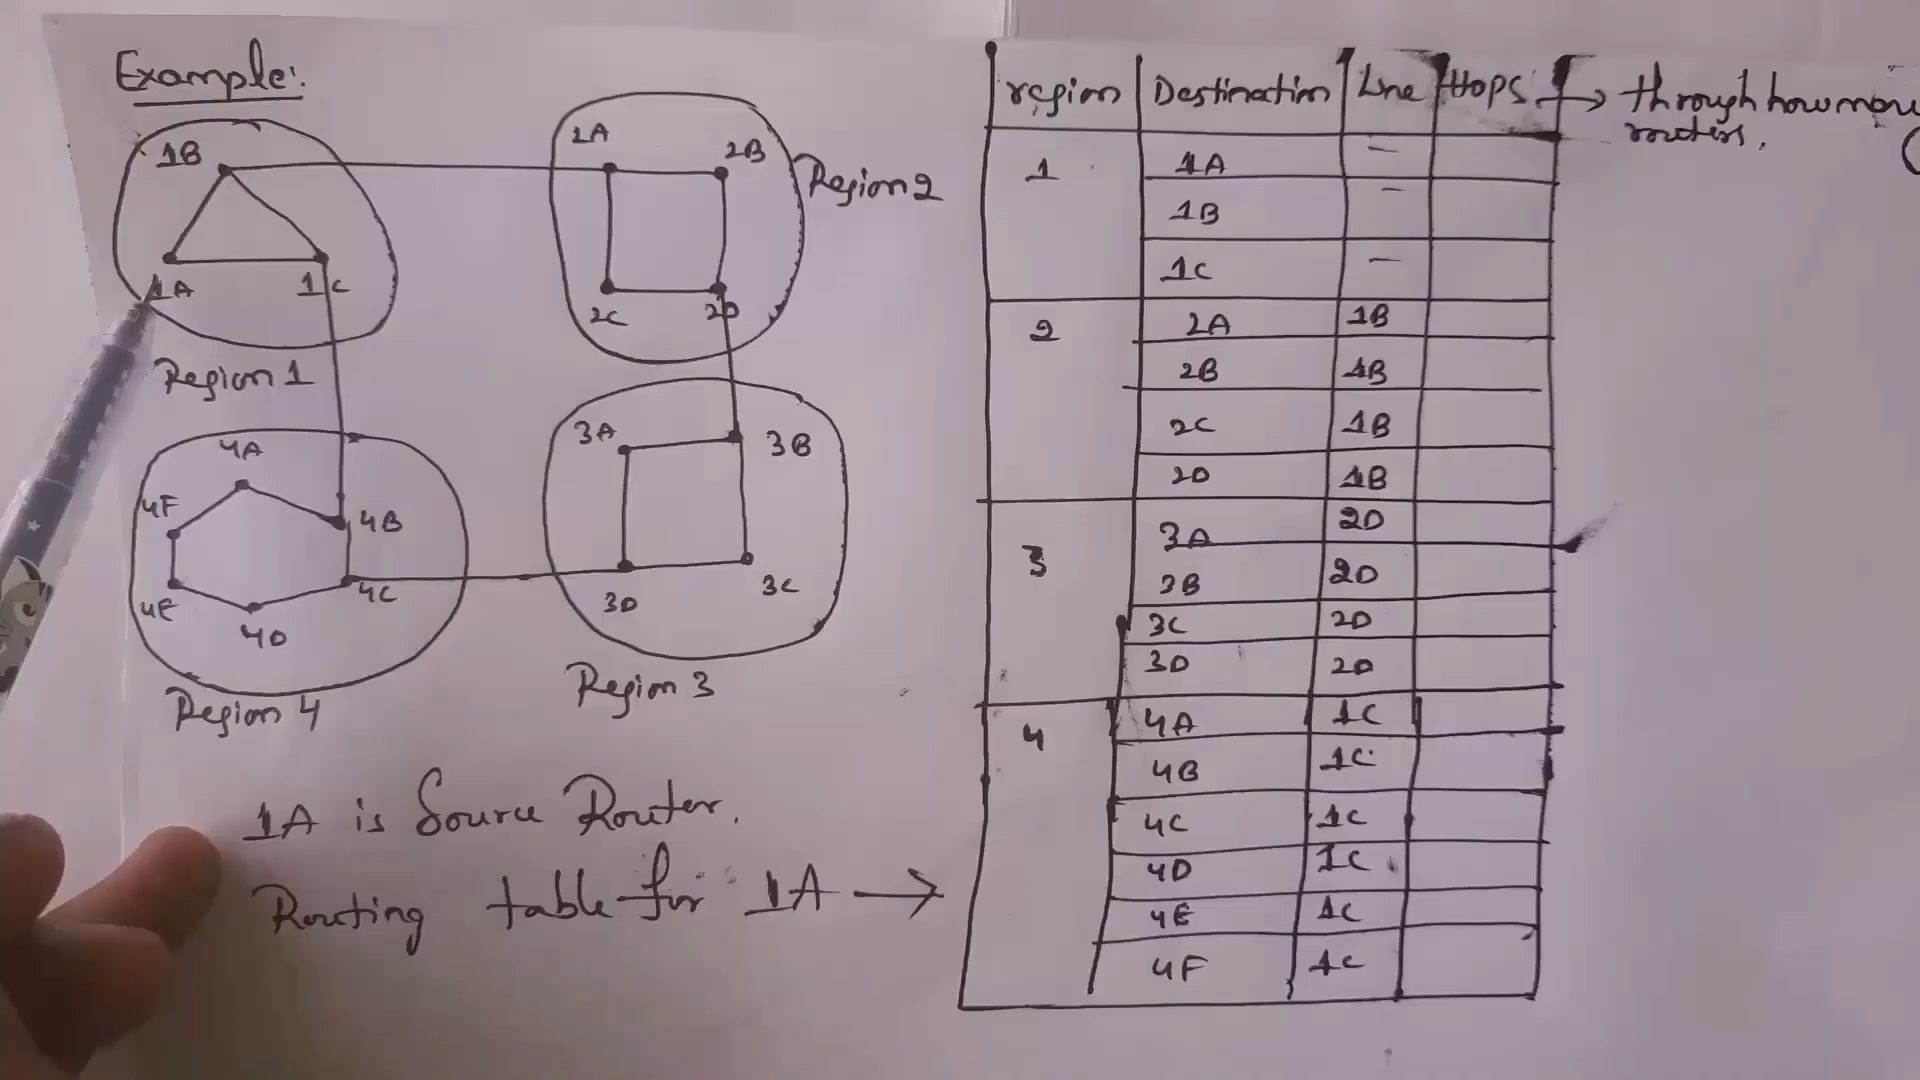 Example:
1B
1A
1C
Region 1
2A
2B
2C
2D
Region 2
3A
3B
3C
3D
Region 3
4A
4B
4C
4D
4E
4F
Region 4
1A is Source Router.
Routing table for 1A →
region Destination Line Hops → through how many
routers.
1 1A –
1B –
1C –
2 2A 1B
2B 1B
2C 1B
2D 1B
3 3A 2D
3B 2D
3C 2D
3D 2D
4 4A 1C
4B 1C
4C 1C
4D 1C
4E 1C
4F 1C